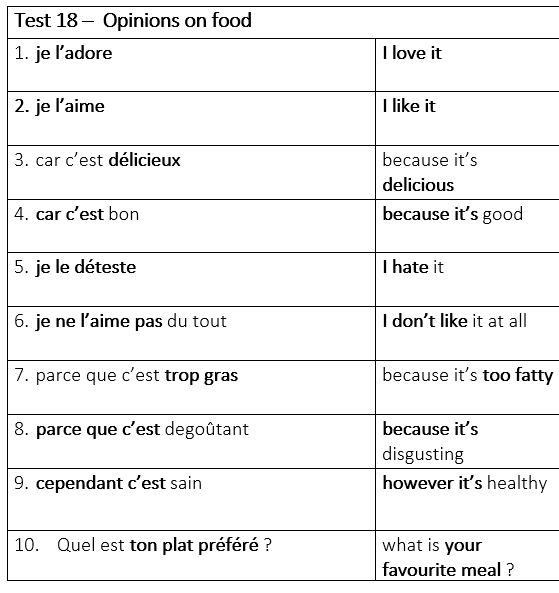 Test 18 – Opinions on food
1. je l’adore
I love it
2. je l’aime
I like it
3. car c’est délicieux
because it’s
delicious
4. car c’est bon
because it’s good
5. je le déteste
I hate it
6. je ne l’aime pas du tout
I don’t like it at all
7. parce que c’est trop gras
because it’s too fatty
8. parce que c’est degoûtant
because it’s
disgusting
9. cependant c’est sain
however it’s healthy
10. Quel est ton plat préféré ?
what is your
favourite meal ?